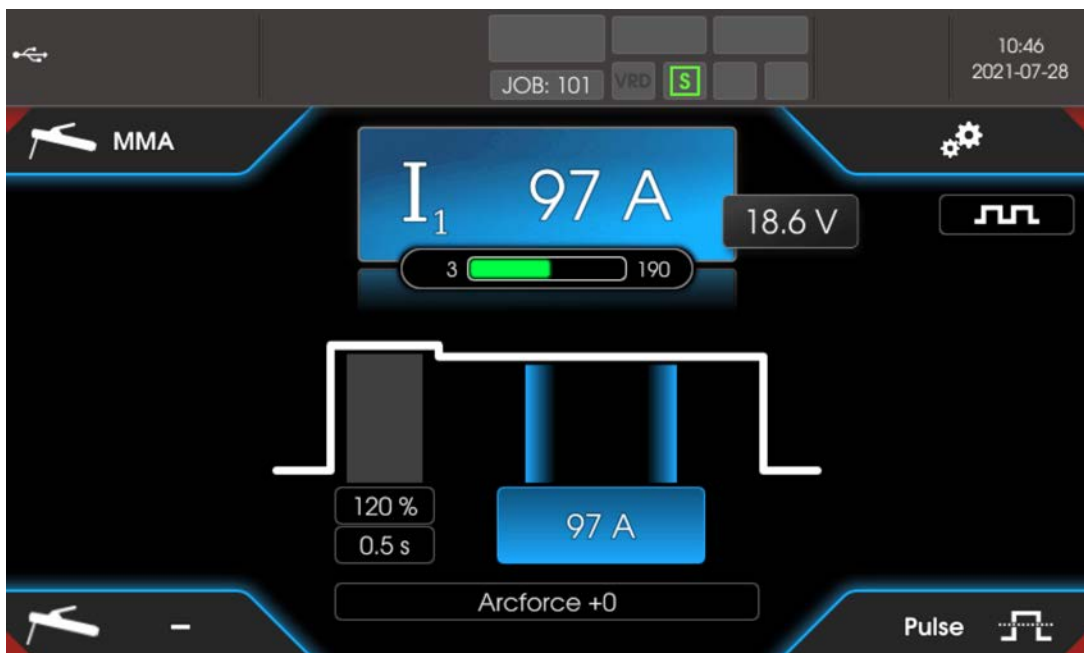 10:46
JOB: 101 VRD S
2021-07-28
MMA
I1 97 A
18.6 V
3 190
120 %
0.5 s
97 A
Arcforce +0
–
Pulse